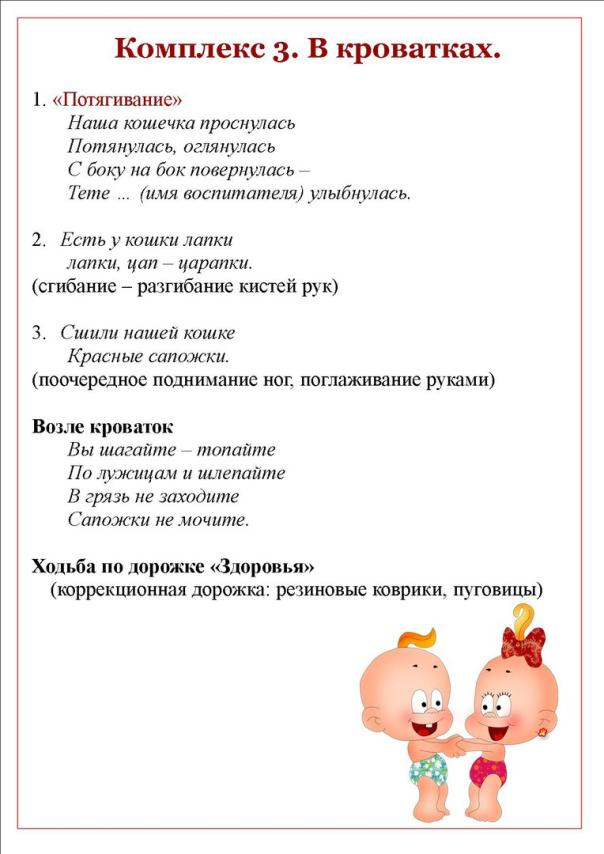 Комплекс 3. В кроватках.
1. «Потягивание»
Наша кошечка проснулась
Потянулась, оглянулась
С боку на бок повернулась –
Тете ... (имя воспитателя) улыбнулась.
2. Есть у кошки лапки
лапки, цап – царапки.
(сгибание – разгибание кистей рук)
3. Сшили нашей кошке
Красные сапожки.
(поочередное поднимание ног, поглаживание руками)
Возле кроваток
Вы шагайте – топайте
По лужицам и шлепайте
В грязь не заходите
Сапожки не мочите.
Ходьба по дорожке «Здоровья»
(коррекционная дорожка: резиновые коврики, пуговицы)